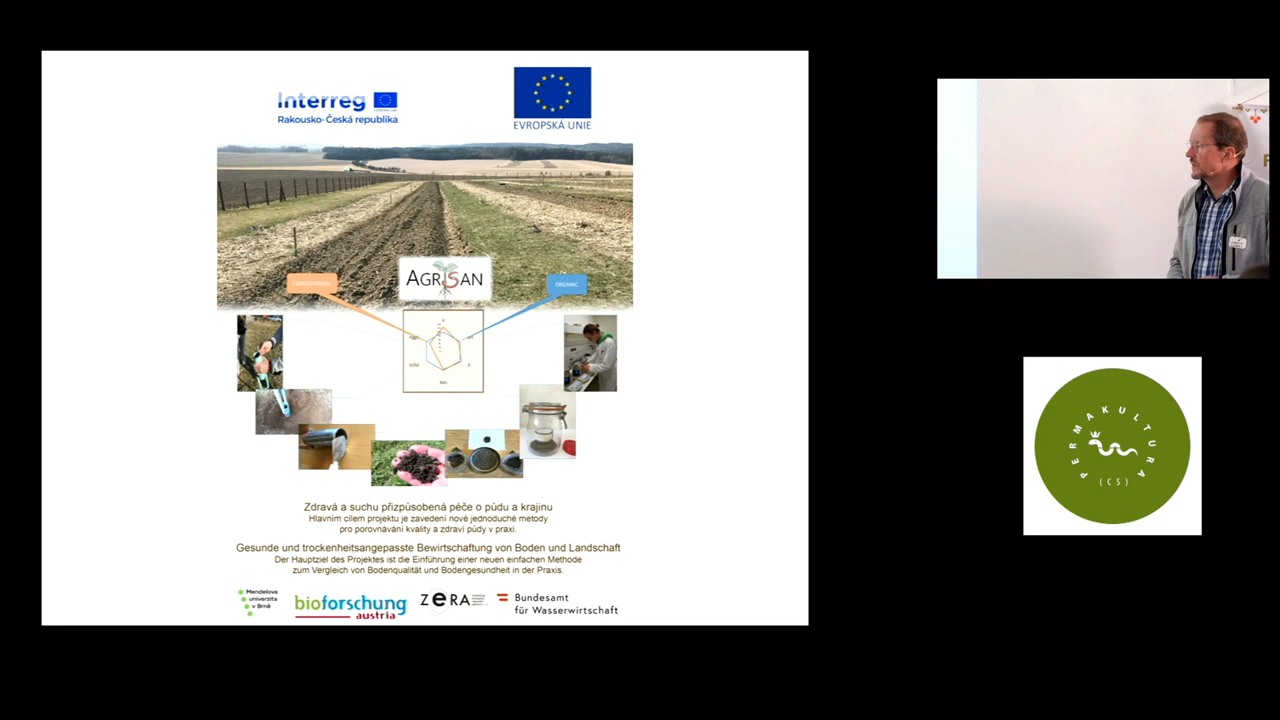 Interreg
Rakousko-Česká republika
EVROPSKÁ UNIE
AGRISAN
CONVENTIONAL
ORGANIC
SOM
Zdravá a suchu přizpůsobená péče o půdu a krajinu
Hlavním cílem projektu je zavedení nové jednoduché metody
pro porovnávání kvality a zdraví půdy v praxi.
Gesunde und trockenheitsangepasste Bewirtschaftung von Boden und Landschaft
Der Hauptziel des Projektes ist die Einführung einer neuen einfachen Methode
zum Vergleich von Bodenqualität und Bodengesundheit in der Praxis.
Mendelova
univerzita
v Brně
bioforschung
austria
ZeRA
Bundesamt
für Wasserwirtschaft
PERMAKULTURA
(CS)